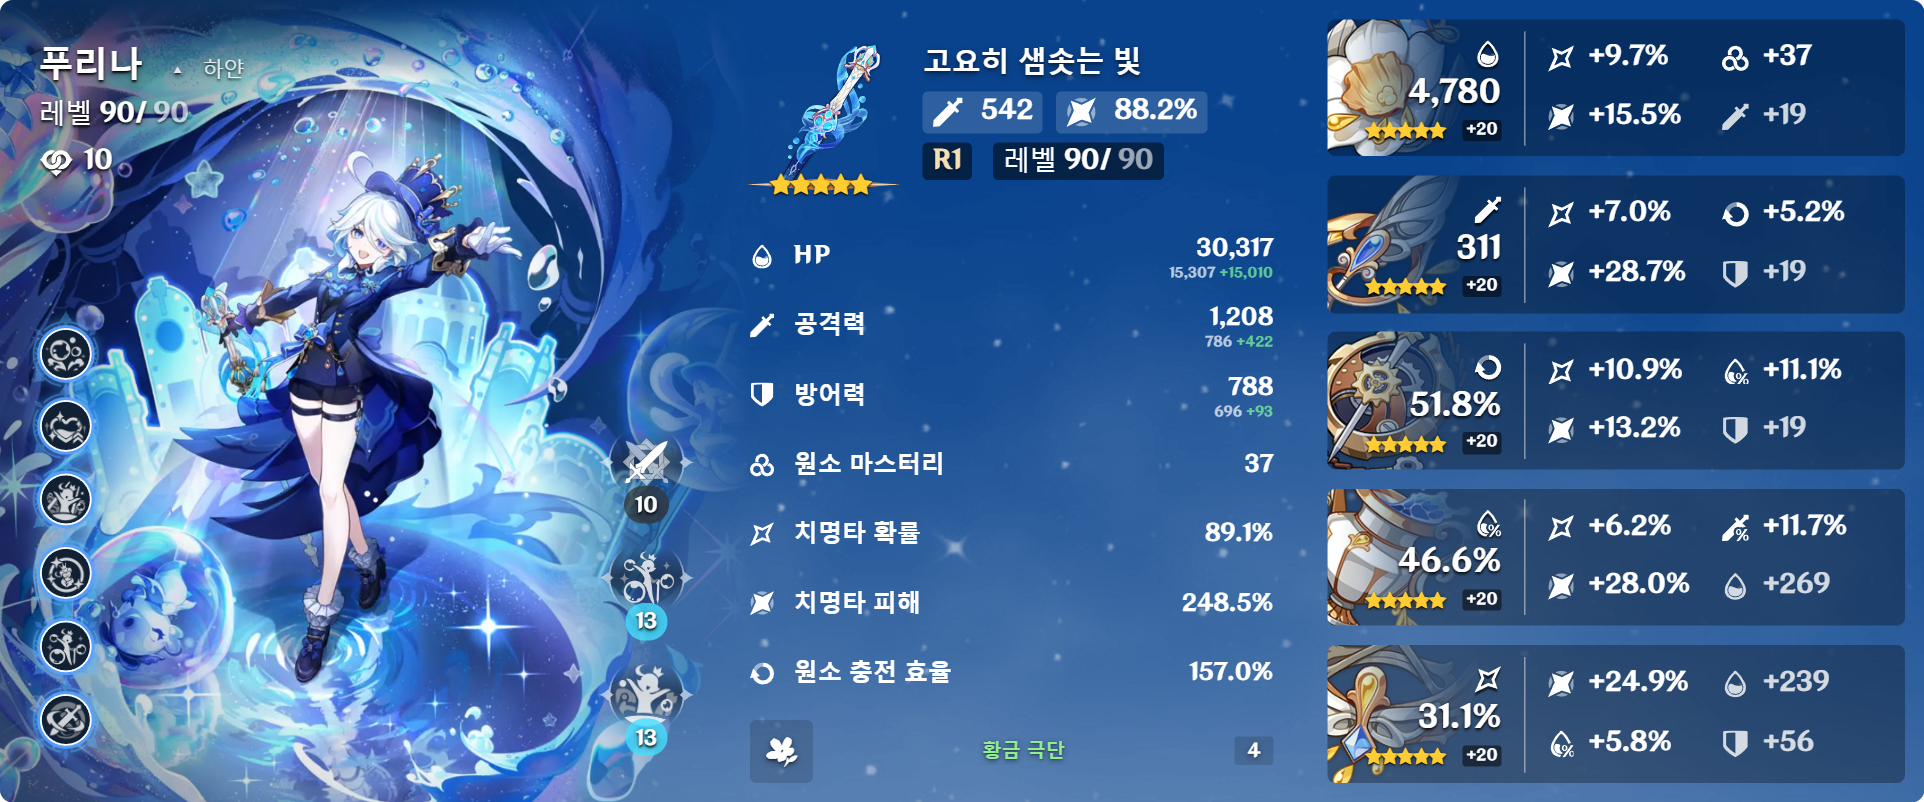 푸리나 하얀
레벨 90/ 90
10
10
13
13
고요히 샘솟는 빛
542 88.2%
R1 레벨 90/ 90
HP 30,317
15,307 +15,010
공격력 1,208
786 +422
방어력 788
696 +93
원소 마스터리 37
치명타 확률 89.1%
치명타 피해 248.5%
원소 충전 효율 157.0%
황금 극단 4
4,780
+20
+9.7% +37
+15.5% +19
311
+20
+7.0% +5.2%
+28.7% +19
51.8%
+20
+10.9% +11.1%
+13.2% +19
46.6%
+20
+6.2% +11.7%
+28.0% +269
31.1%
+20
+24.9% +239
+5.8% +56